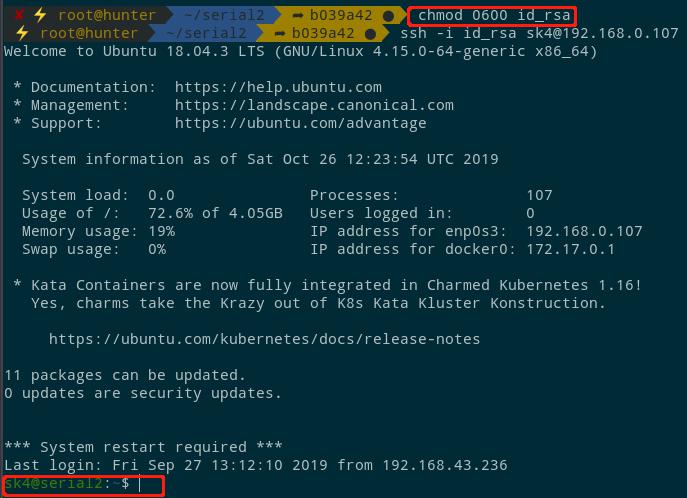 ✘ ⚡ root@hunter ~/serial2 ➦ b039a42 ● chmod 0600 id_rsa
⚡ root@hunter ~/serial2 ➦ b039a42 ● ssh -i id_rsa sk4@192.168.0.107
Welcome to Ubuntu 18.04.3 LTS (GNU/Linux 4.15.0-64-generic x86_64)
* Documentation: https://help.ubuntu.com
* Management: https://landscape.canonical.com
* Support: https://ubuntu.com/advantage
System information as of Sat Oct 26 12:23:54 UTC 2019
System load: 0.0 Processes: 107
Usage of /: 72.6% of 4.05GB Users logged in: 0
Memory usage: 19% IP address for enp0s3: 192.168.0.107
Swap usage: 0% IP address for docker0: 172.17.0.1
* Kata Containers are now fully integrated in Charmed Kubernetes 1.16!
Yes, charms take the Krazy out of K8s Kata Kluster Konstruction.
https://ubuntu.com/kubernetes/docs/release-notes
11 packages can be updated.
0 updates are security updates.
*** System restart required ***
Last login: Fri Sep 27 13:12:10 2019 from 192.168.43.236
sk4@serial2:~$